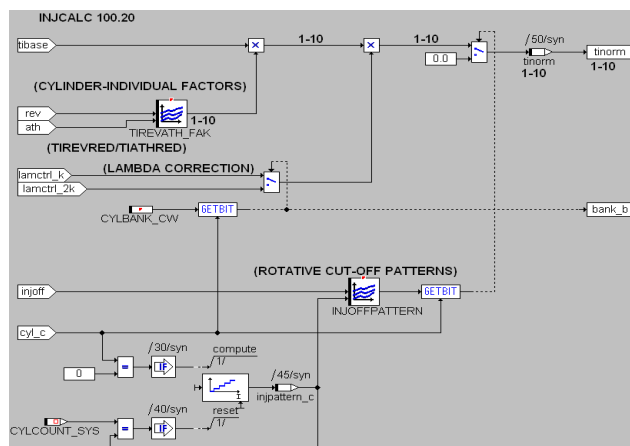 INJCALC 100.20
/50/syn
tibase
1-10
1-10
1-10
0.0
tinorm
1-10
tinorm
1-10
(CYLINDER-INDIVIDUAL FACTORS)
rev
ath
1-10
TIREVATH_FAK
(TIREVRED/TIATHRED)
(LAMBDA CORRECTION)
lamctrl_k
lamctrl_2k
CYLBANK_CW
GETBIT
bank_b
(ROTATIVE CUT-OFF PATTERNS)
injoff
INJOFFPATTERN
GETBIT
cyl_c
/30/syn
compute
0
=
IF
/1/
/45/syn
injpattern_c
/40/syn
reset
CYLCOUNT_SYS
=
IF
/1/